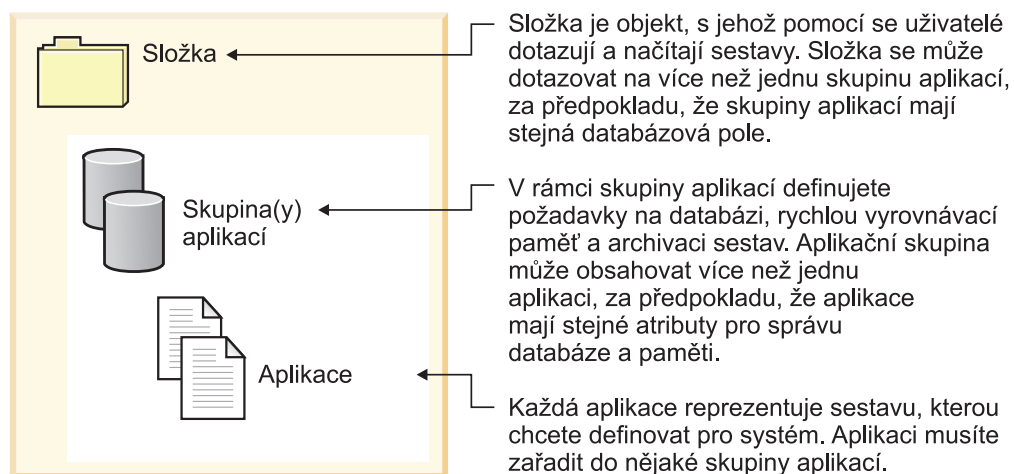 Složka
Složka je objekt, s jehož pomocí se uživatelé
dotazují a načítají sestavy. Složka se může
dotazovat na více než jednu skupinu aplikací,
za předpokladu, že skupiny aplikací mají
stejná databázová pole.
Skupina(y)
aplikací
V rámci skupiny aplikací definujete
požadavky na databázi, rychlou vyrovnávací
paměť a archivaci sestav. Aplikační skupina
může obsahovat více než jednu
aplikaci, za předpokladu, že aplikace
mají stejné atributy pro správu
databáze a paměti.
Aplikace
Každá aplikace reprezentuje sestavu, kterou
chcete definovat pro systém. Aplikaci musíte
zařadit do nějaké skupiny aplikací.